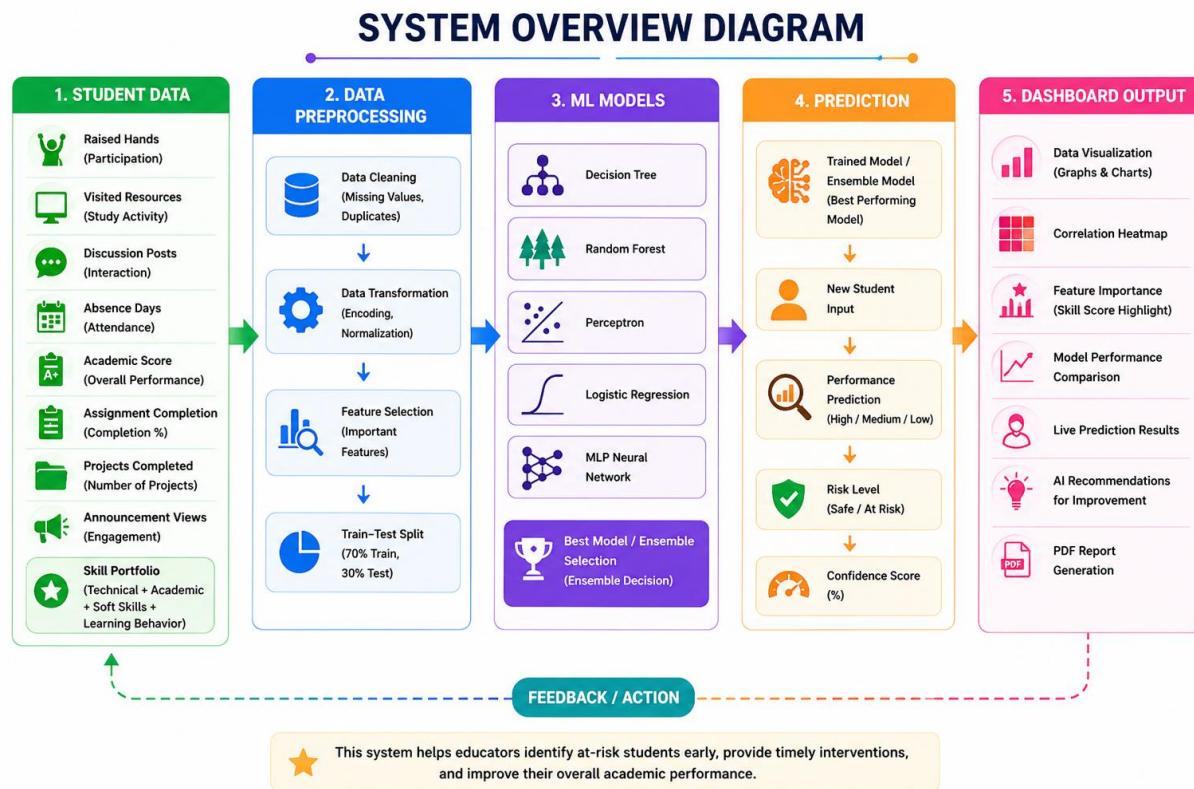 SYSTEM OVERVIEW DIAGRAM
1. STUDENT DATA
Raised Hands
(Participation)
Visited Resources
(Study Activity)
Discussion Posts
(Interaction)
Absence Days
(Attendance)
A+
Academic Score
(Overall Performance)
Assignment Completion
(Completion %)
Projects Completed
(Number of Projects)
Announcement Views
(Engagement)
Skill Portfolio
(Technical + Academic
+ Soft Skills +
Learning Behavior)
2. DATA
PREPROCESSING
Data Cleaning
(Missing Values,
Duplicates)
Data Transformation
(Encoding,
Normalization)
Feature Selection
(Important
Features)
Train–Test Split
(70% Train,
30% Test)
3. ML MODELS
Decision Tree
Random Forest
Perceptron
Logistic Regression
MLP Neural
Network
Best Model / Ensemble
Selection
(Ensemble Decision)
4. PREDICTION
Trained Model /
Ensemble Model
(Best Performing
Model)
New Student
Input
Performance
Prediction
(High / Medium / Low)
Risk Level
(Safe / At Risk)
Confidence Score
(%)
5. DASHBOARD OUTPUT
Data Visualization
(Graphs & Charts)
Correlation Heatmap
Feature Importance
(Skill Score Highlight)
Model Performance
Comparison
Live Prediction Results
AI Recommendations
for Improvement
PDF
PDF Report
Generation
FEEDBACK / ACTION
This system helps educators identify at-risk students early, provide timely interventions,
and improve their overall academic performance.